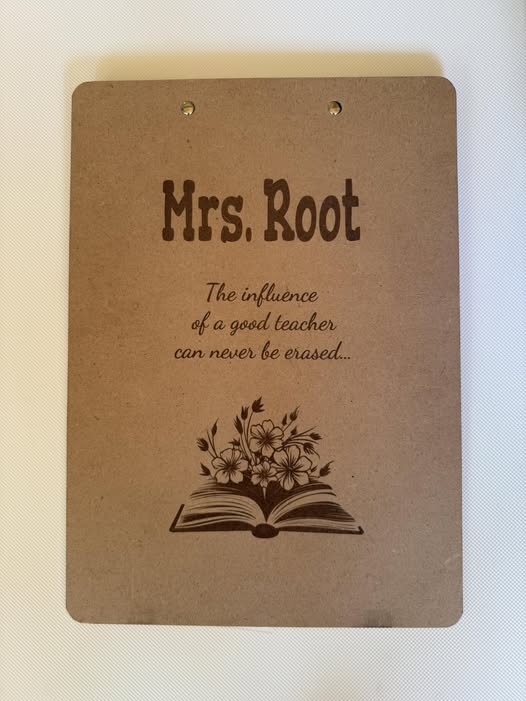 Mrs. Root
The influence
of a good teacher
can never be erased...